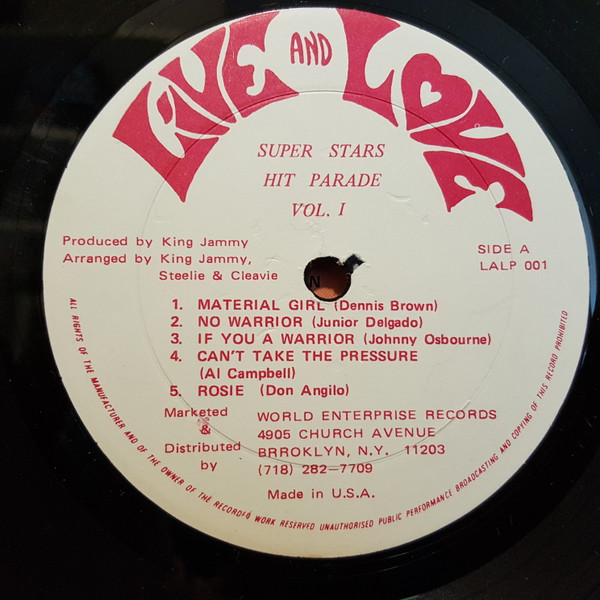 LIVE AND LOVE
SUPER STARS
HIT PARADE
VOL. I
Produced by King Jammy
Arranged by King Jammy,
Steelie & Cleavie
SIDE A
LALP 001
1. MATERIAL GIRL (Dennis Brown)
2. NO WARRIOR (Junior Delgado)
3. IF YOU A WARRIOR (Johnny Osbourne)
4. CAN'T TAKE THE PRESSURE
(Al Campbell)
5. ROSIE (Don Angilo)
Marketed & Distributed by
WORLD ENTERPRISE RECORDS
4905 CHURCH AVENUE
BRROKLYN, N.Y. 11203
(718) 282-7709
Made in U.S.A.
ALL RIGHTS OF THE MANUFACTURER AND OF THE OWNER OF THE RECORDED WORK RESERVED UNAUTHORISED PUBLIC PERFORMANCE BROADCASTING AND COPYING OF THIS RECORD PROHIBITED